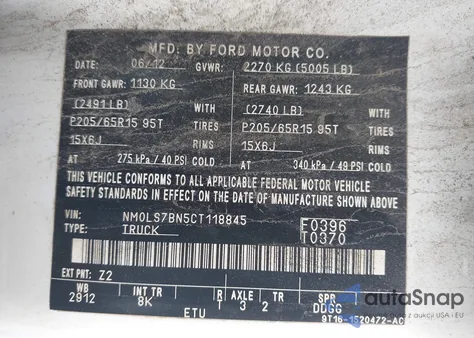 MFD. BY FORD MOTOR CO.
DATE: 06/12 GVWR: 2270 KG (5005 LB)
FRONT GAWR: 1130 KG REAR GAWR: 1243 KG
(2491 LB) WITH (2740 LB) WITH
P205/65R15 95T TIRES P205/65R15 95T TIRES
15X6J RIMS 15X6J RIMS
AT 275 kPa/ 40 PSI COLD AT 340 kPa/ 49 PSI COLD
THIS VEHICLE CONFORMS TO ALL APPLICABLE FEDERAL MOTOR VEHICLE
SAFETY STANDARDS IN EFFECT ON THE DATE OF MANUFACTURE SHOWN ABOVE
VIN: NM0LS7BN5CT118845 F0396
TYPE: TRUCK T0370
EXT PNT: Z2
WB INT TR R AXLE TR SPR
2912 8K 3 2 DDGG
ETU 9T16-1520472-AC
autoSnap
Przejrzyste aukcje z USA i EU